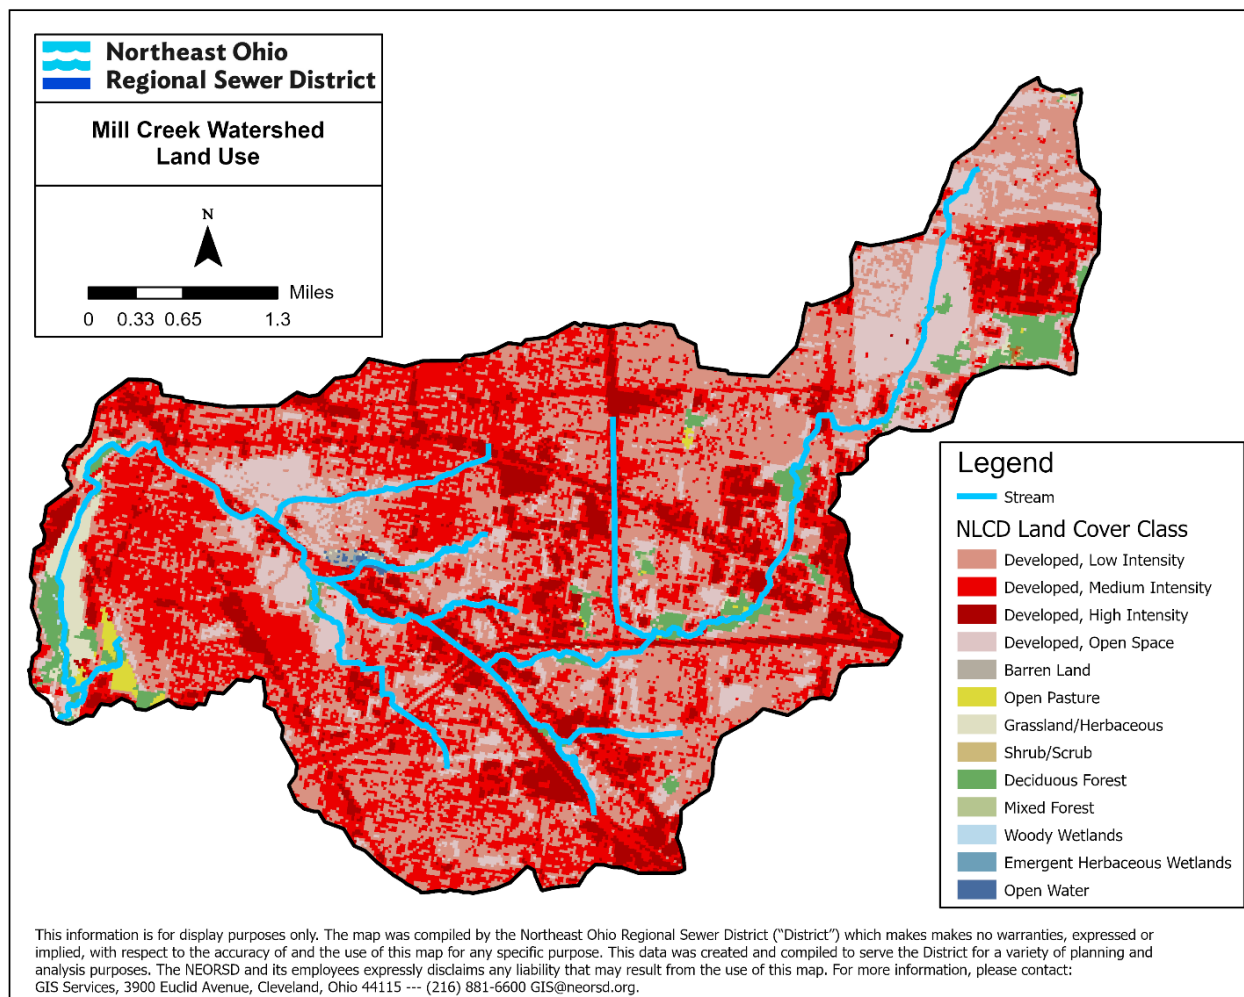 Northeast Ohio
Regional Sewer District
Mill Creek Watershed
Land Use
N
Miles
0 0.33 0.65 1.3
Legend
Stream
NLCD Land Cover Class
Developed, Low Intensity
Developed, Medium Intensity
Developed, High Intensity
Developed, Open Space
Barren Land
Open Pasture
Grassland/Herbaceous
Shrub/Scrub
Deciduous Forest
Mixed Forest
Woody Wetlands
Emergent Herbaceous Wetlands
Open Water
This information is for display purposes only. The map was compiled by the Northeast Ohio Regional Sewer District (“District”) which makes makes no warranties, expressed or
implied, with respect to the accuracy of and the use of this map for any specific purpose. This data was created and compiled to serve the District for a variety of planning and
analysis purposes. The NEORSD and its employees expressly disclaims any liability that may result from the use of this map. For more information, please contact:
GIS Services, 3900 Euclid Avenue, Cleveland, Ohio 44115 --- (216) 881-6600 GIS@neorsd.org.